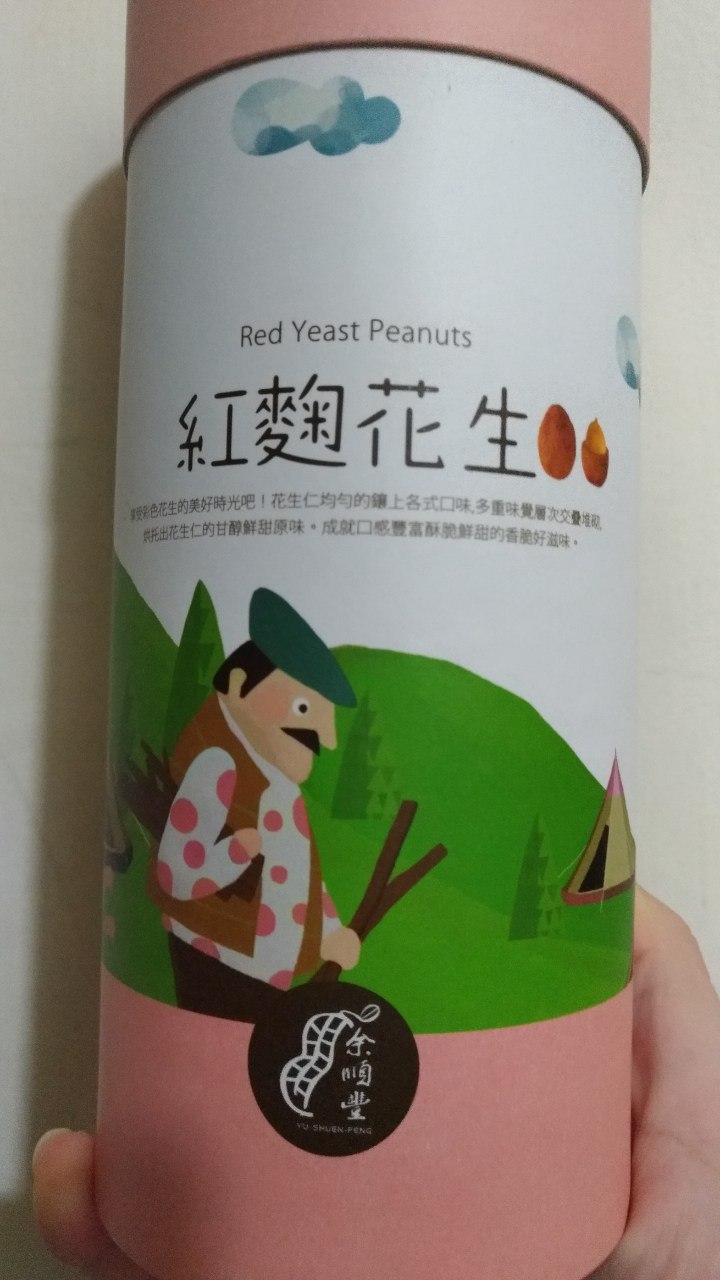 Red Yeast Peanuts
紅麴花生
享受彩色花生的美好時光吧！花生仁均勻的鑲上各式口味,多重味覺層次交疊堆砌,
烘托出花生仁的甘醇鮮甜原味。成就口感豐富酥脆鮮甜的香脆好滋味。
余順豐
YU-SHUEN-FENG